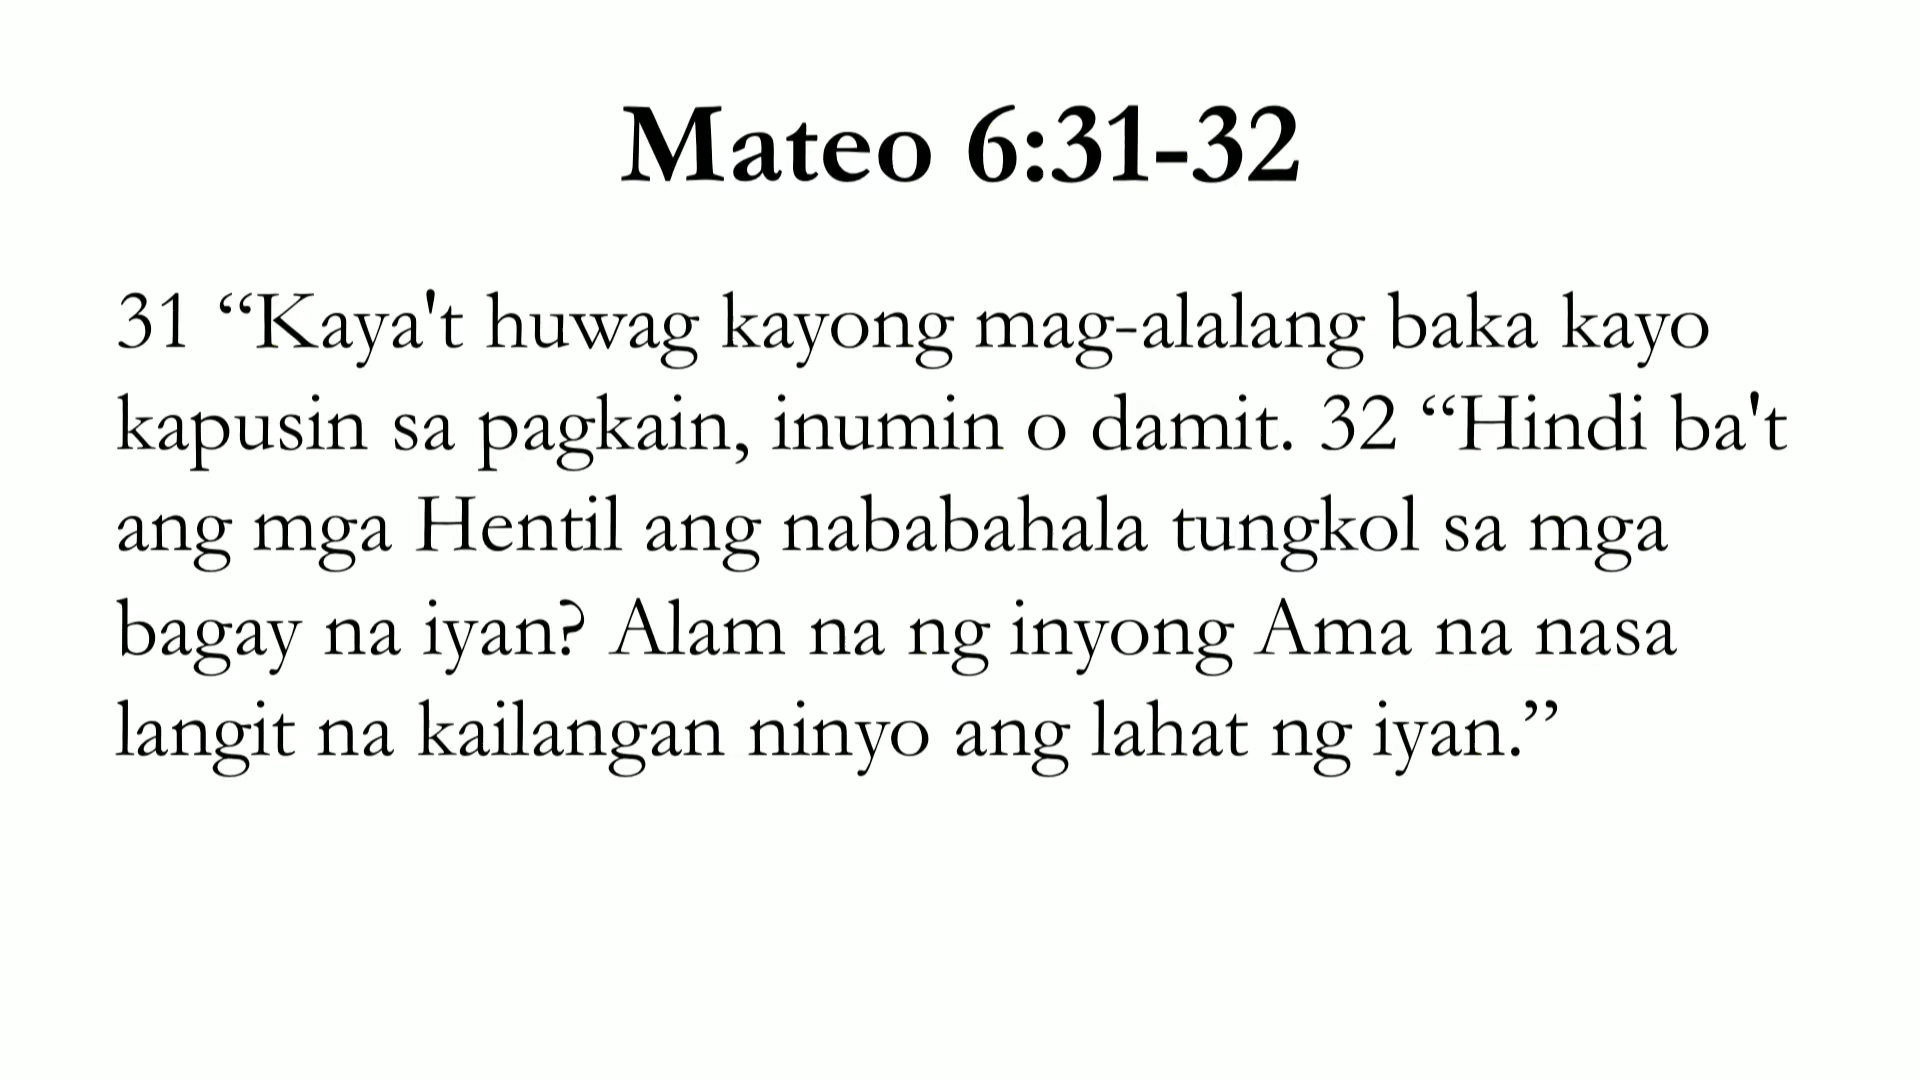 Mateo 6:31-32
31 “Kaya't huwag kayong mag-alalang baka kayo
kapusin sa pagkain, inumin o damit. 32 “Hindi ba't
ang mga Hentil ang nababahala tungkol sa mga
bagay na iyan? Alam na ng inyong Ama na nasa
langit na kailangan ninyo ang lahat ng iyan.”